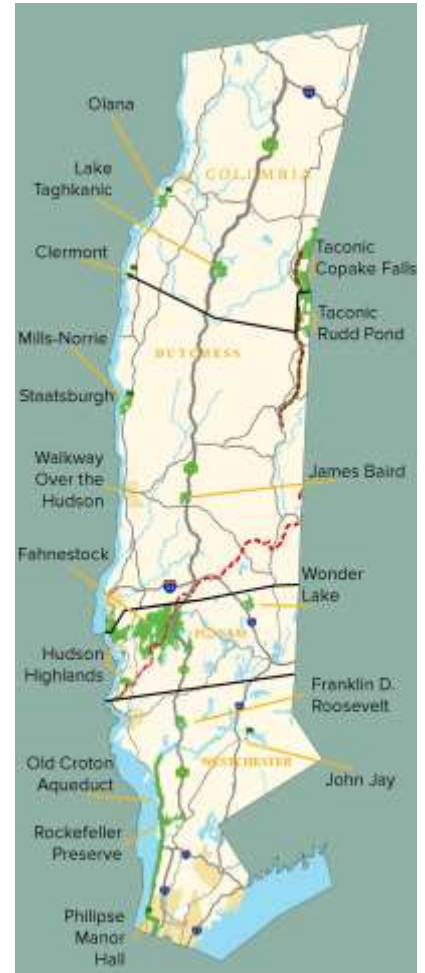 Olana
COLUMBIA
Lake
Taghkanic
Clermont
Taconic
Copake Falls
Taconic
Rudd Pond
Mills-Norrie
DUTCHESS
Staatsburgh
Walkway
Over the
Hudson
James Baird
Fahnestock
Wonder
Lake
PUTNAM
Hudson
Highlands
Franklin D.
Roosevelt
Old Croton
Aqueduct
WESTCHESTER
John Jay
Rockefeller
Preserve
Philipse
Manor
Hall